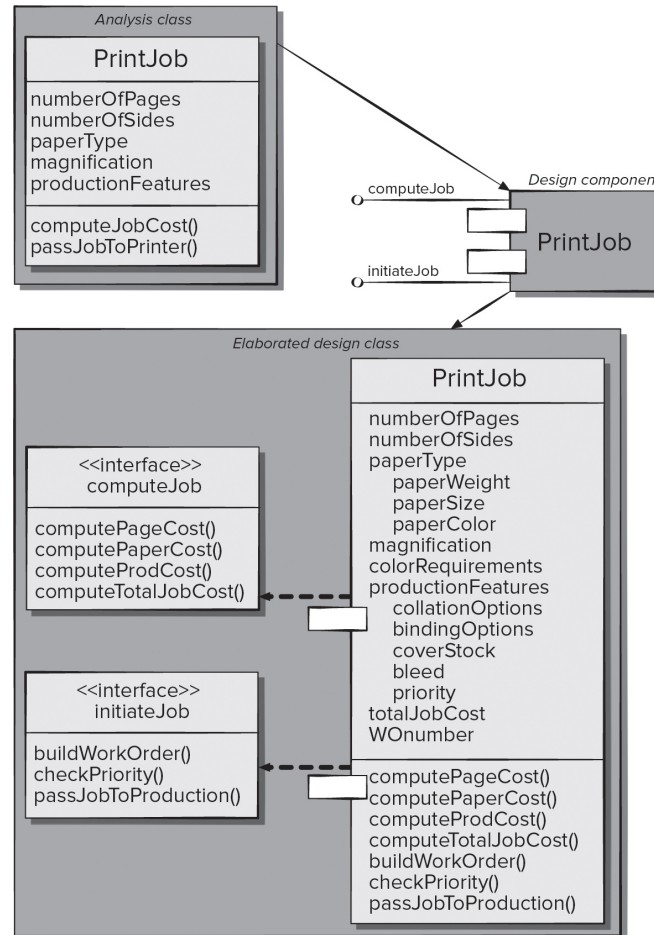 Analysis class
PrintJob
numberOfPages
numberOfSides
paperType
magnification
productionFeatures
computeJobCost()
passJobToPrinter()
computeJob
initiateJob
Design componen
PrintJob
Elaborated design class
<<interface>>
computeJob
computePageCost()
computePaperCost()
computeProdCost()
computeTotalJobCost()
<<interface>>
initiateJob
buildWorkOrder()
checkPriority()
passJobToProduction()
PrintJob
numberOfPages
numberOfSides
paperType
paperWeight
paperSize
paperColor
magnification
colorRequirements
productionFeatures
collationOptions
bindingOptions
coverStock
bleed
priority
totalJobCost
WOnumber
computePageCost()
computePaperCost()
computeProdCost()
computeTotalJobCost()
buildWorkOrder()
checkPriority()
passJobToProduction()